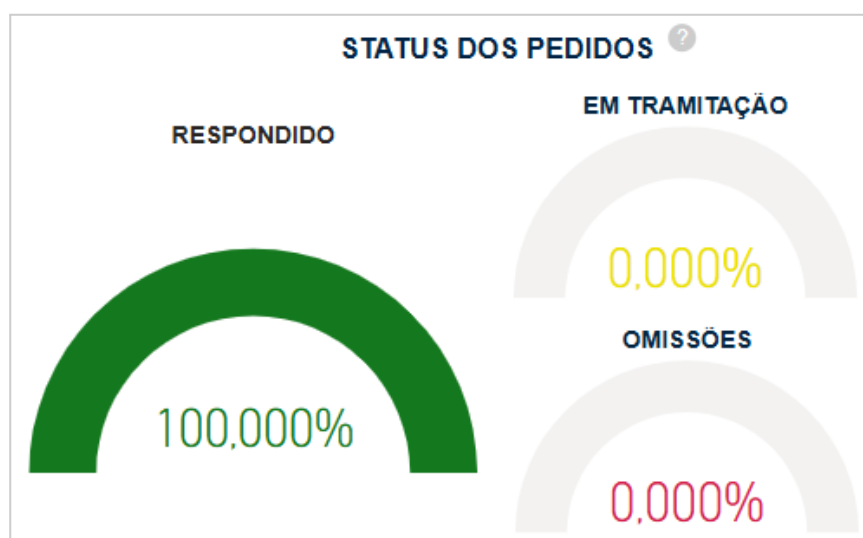 STATUS DOS PEDIDOS ?
RESPONDIDO
100,000%
EM TRAMITAÇÃO
0,000%
OMISSÕES
0,000%